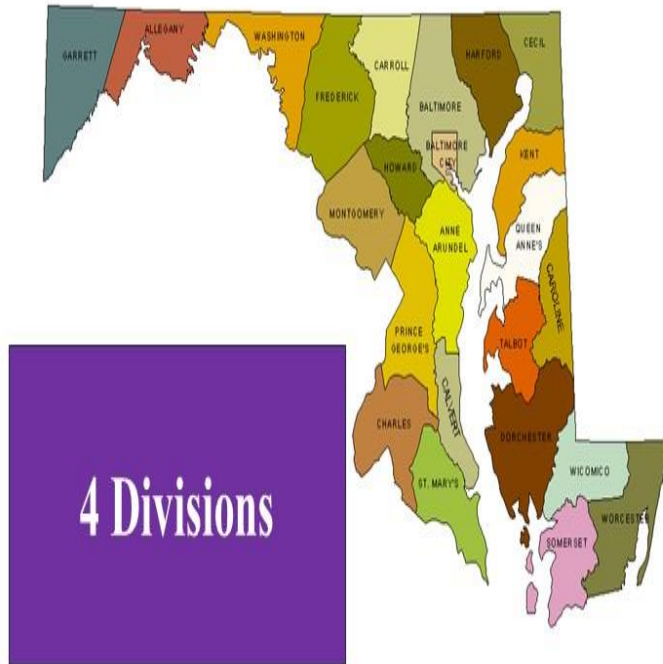 GARRETT
ALLEGANY
WASHINGTON
FREDERICK
CARROLL
BALTIMORE
HARFORD
CECIL
BALTIMORE
CITY
HOWARD
KENT
MONTGOMERY
ANNE
ARUNDEL
QUEEN
ANNE'S
CAROLINE
PRINCE
GEORGE'S
TALBOT
CALVERT
CHARLES
DORCHESTER
ST. MARY'S
WICOMICO
WORCESTER
SOMERSET
4 Divisions